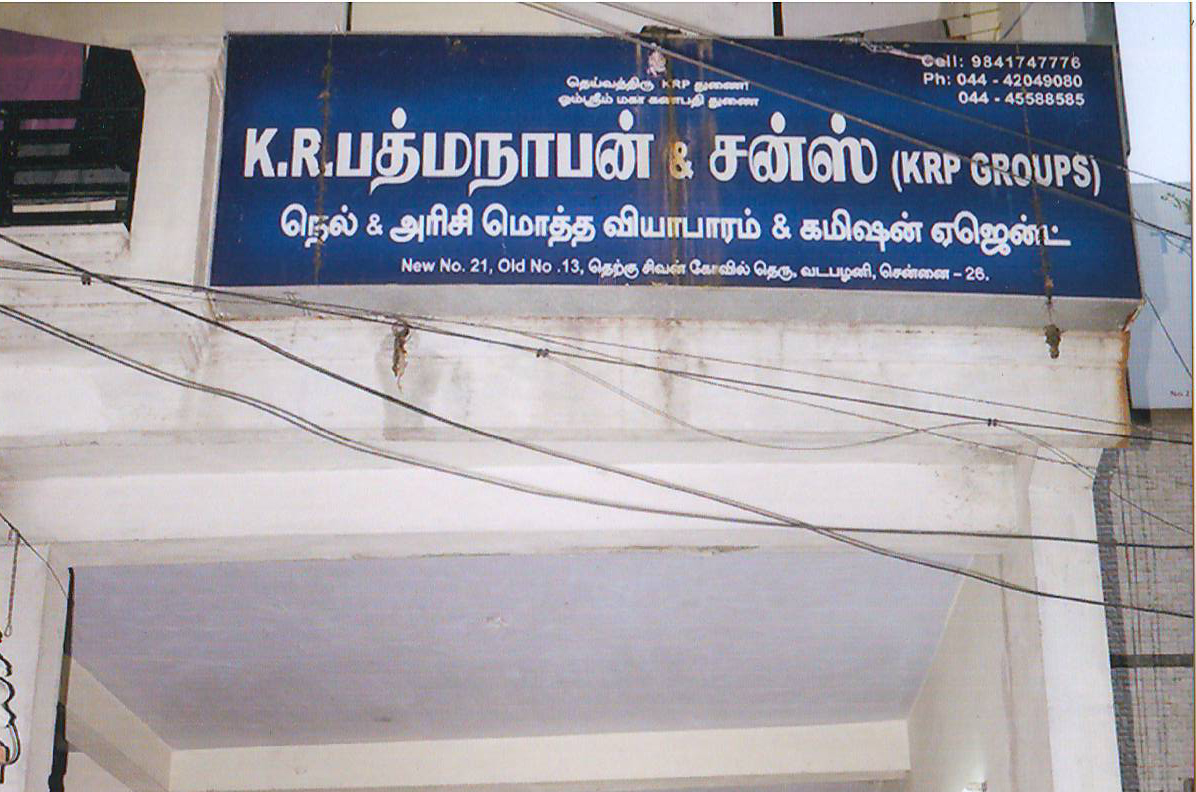 Cell: 9841747776
Ph: 044 - 42049080
044 - 45588585
தெய்வத்திரு KRP துணை
ஓம்ஸ்ரீம் மகா கணபதி துணை
K.R.பத்மநாபன் & சன்ஸ் (KRP GROUPS)
நெல் & அரிசி மொத்த வியாபாரம் & கமிஷன் ஏஜென்ட்
New No. 21, Old No .13, தெற்கு சிவன் கோவில் தெரு, வடபழனி, சென்னை – 26.